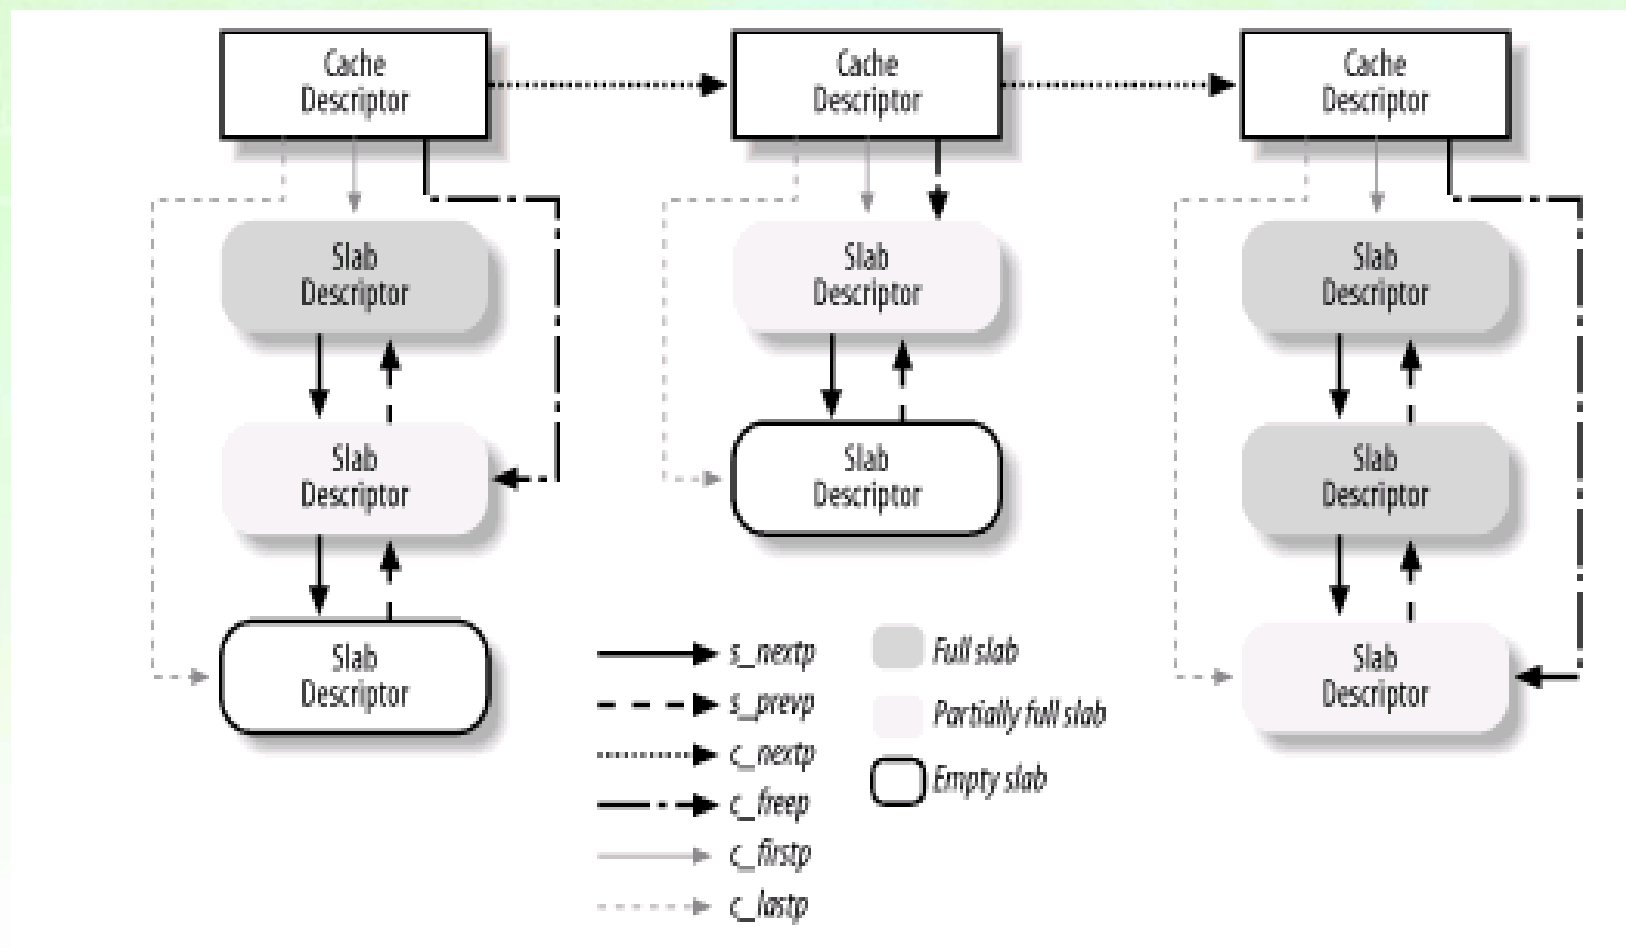 Cache
Descriptor
Cache
Descriptor
Cache
Descriptor
Slab
Descriptor
Slab
Descriptor
Slab
Descriptor
Slab
Descriptor
Slab
Descriptor
Slab
Descriptor
Slab
Descriptor
Slab
Descriptor
s_nextp
s_prevp
c_nextp
c_freep
c_firstp
c_lastp
Full slab
Partially full slab
Empty slab